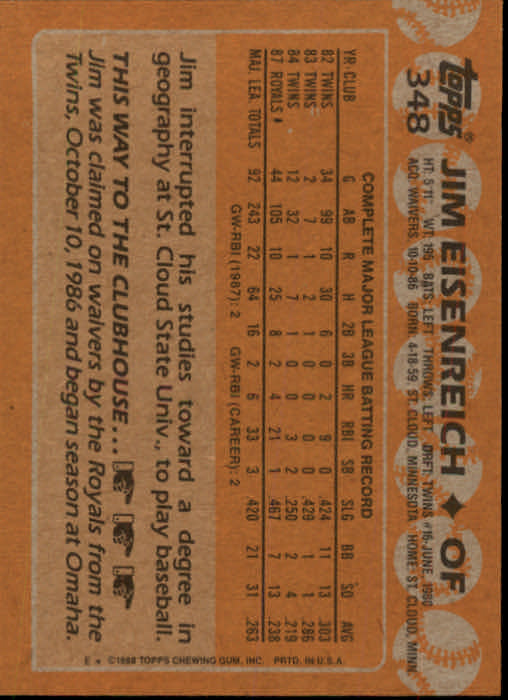 topps®
348
JIM EISENREICH ♦ OF
HT: 5'11" WT: 195 BATS: LEFT THROWS: LEFT DRFT: TWINS #16-JUNE, 1980
ACQ: WAIVERS, 10-10-86 BORN: 4-18-59, ST. CLOUD, MINNESOTA HOME: ST. CLOUD, MINN.
COMPLETE MAJOR LEAGUE BATTING RECORD
YR CLUB G AB R H 2B 3B HR RBI SB SLG BB SO AVG
82 TWINS 34 99 10 30 6 0 2 9 0 .424 11 13 .303
83 TWINS 2 7 1 2 1 0 0 0 0 .429 1 1 .286
84 TWINS 12 32 1 7 1 0 0 3 2 .250 2 4 .219
87 ROYALS # 44 105 10 25 8 2 4 21 1 .467 7 13 .238
MAJ. LEA. TOTALS 92 243 22 64 16 2 6 33 3 .420 21 31 .263
GW-RBI (1987): 2 GW-RBI (CAREER): 2
Jim interrupted his studies toward a degree in
geography at St. Cloud State Univ., to play baseball.
THIS WAY TO THE CLUBHOUSE...
Jim was claimed on waivers by the Royals from the
Twins, October 10, 1986 and began season at Omaha.
E * ©1988 TOPPS CHEWING GUM, INC. PRTD. IN U.S.A.